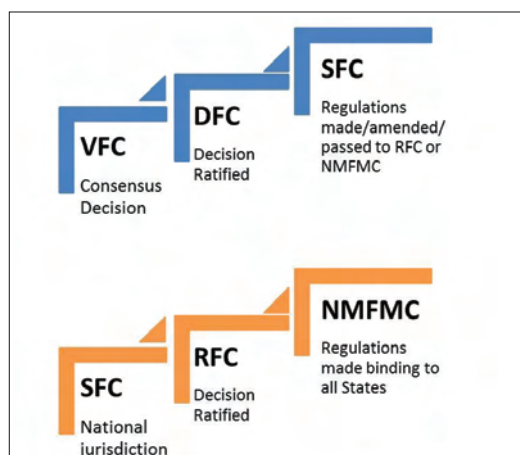 VFC
Consensus
Decision
DFC
Decision
Ratified
SFC
Regulations
made/amended/
passed to RFC or
NMFMC
SFC
National
jurisdiction
RFC
Decision
Ratified
NMFMC
Regulations
made binding to
all States